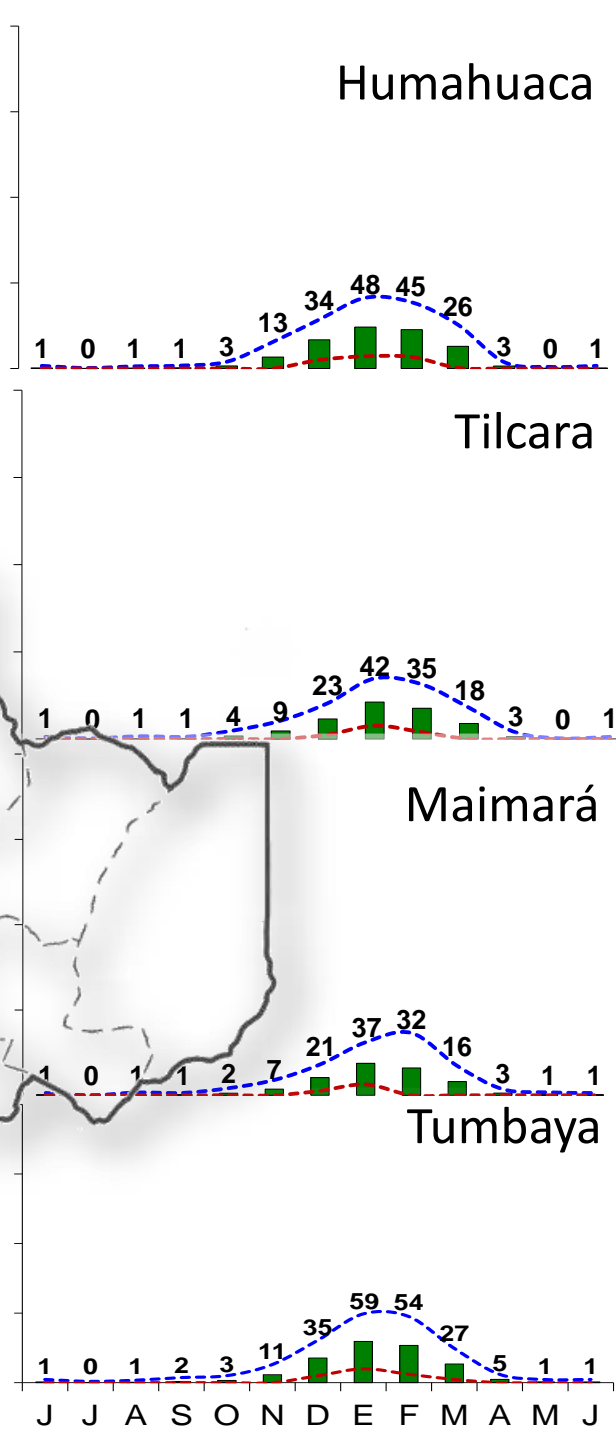 Humahuaca
1 0 1 1 3 13 34 48 45 26 3 0 1
Tilcara
1 0 1 1 4 9 23 42 35 18 3 0 1
Maimará
1 0 1 1 2 7 21 37 32 16 3 1 1
Tumbaya
1 0 1 2 3 11 35 59 54 27 5 1 1
J J A S O N D E F M A M J